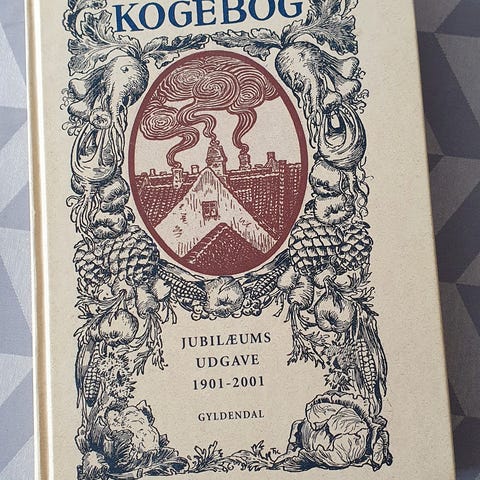 KOGEBOG
JUBILÆUMS
UDGAVE
1901-2001
GYLDENDAL